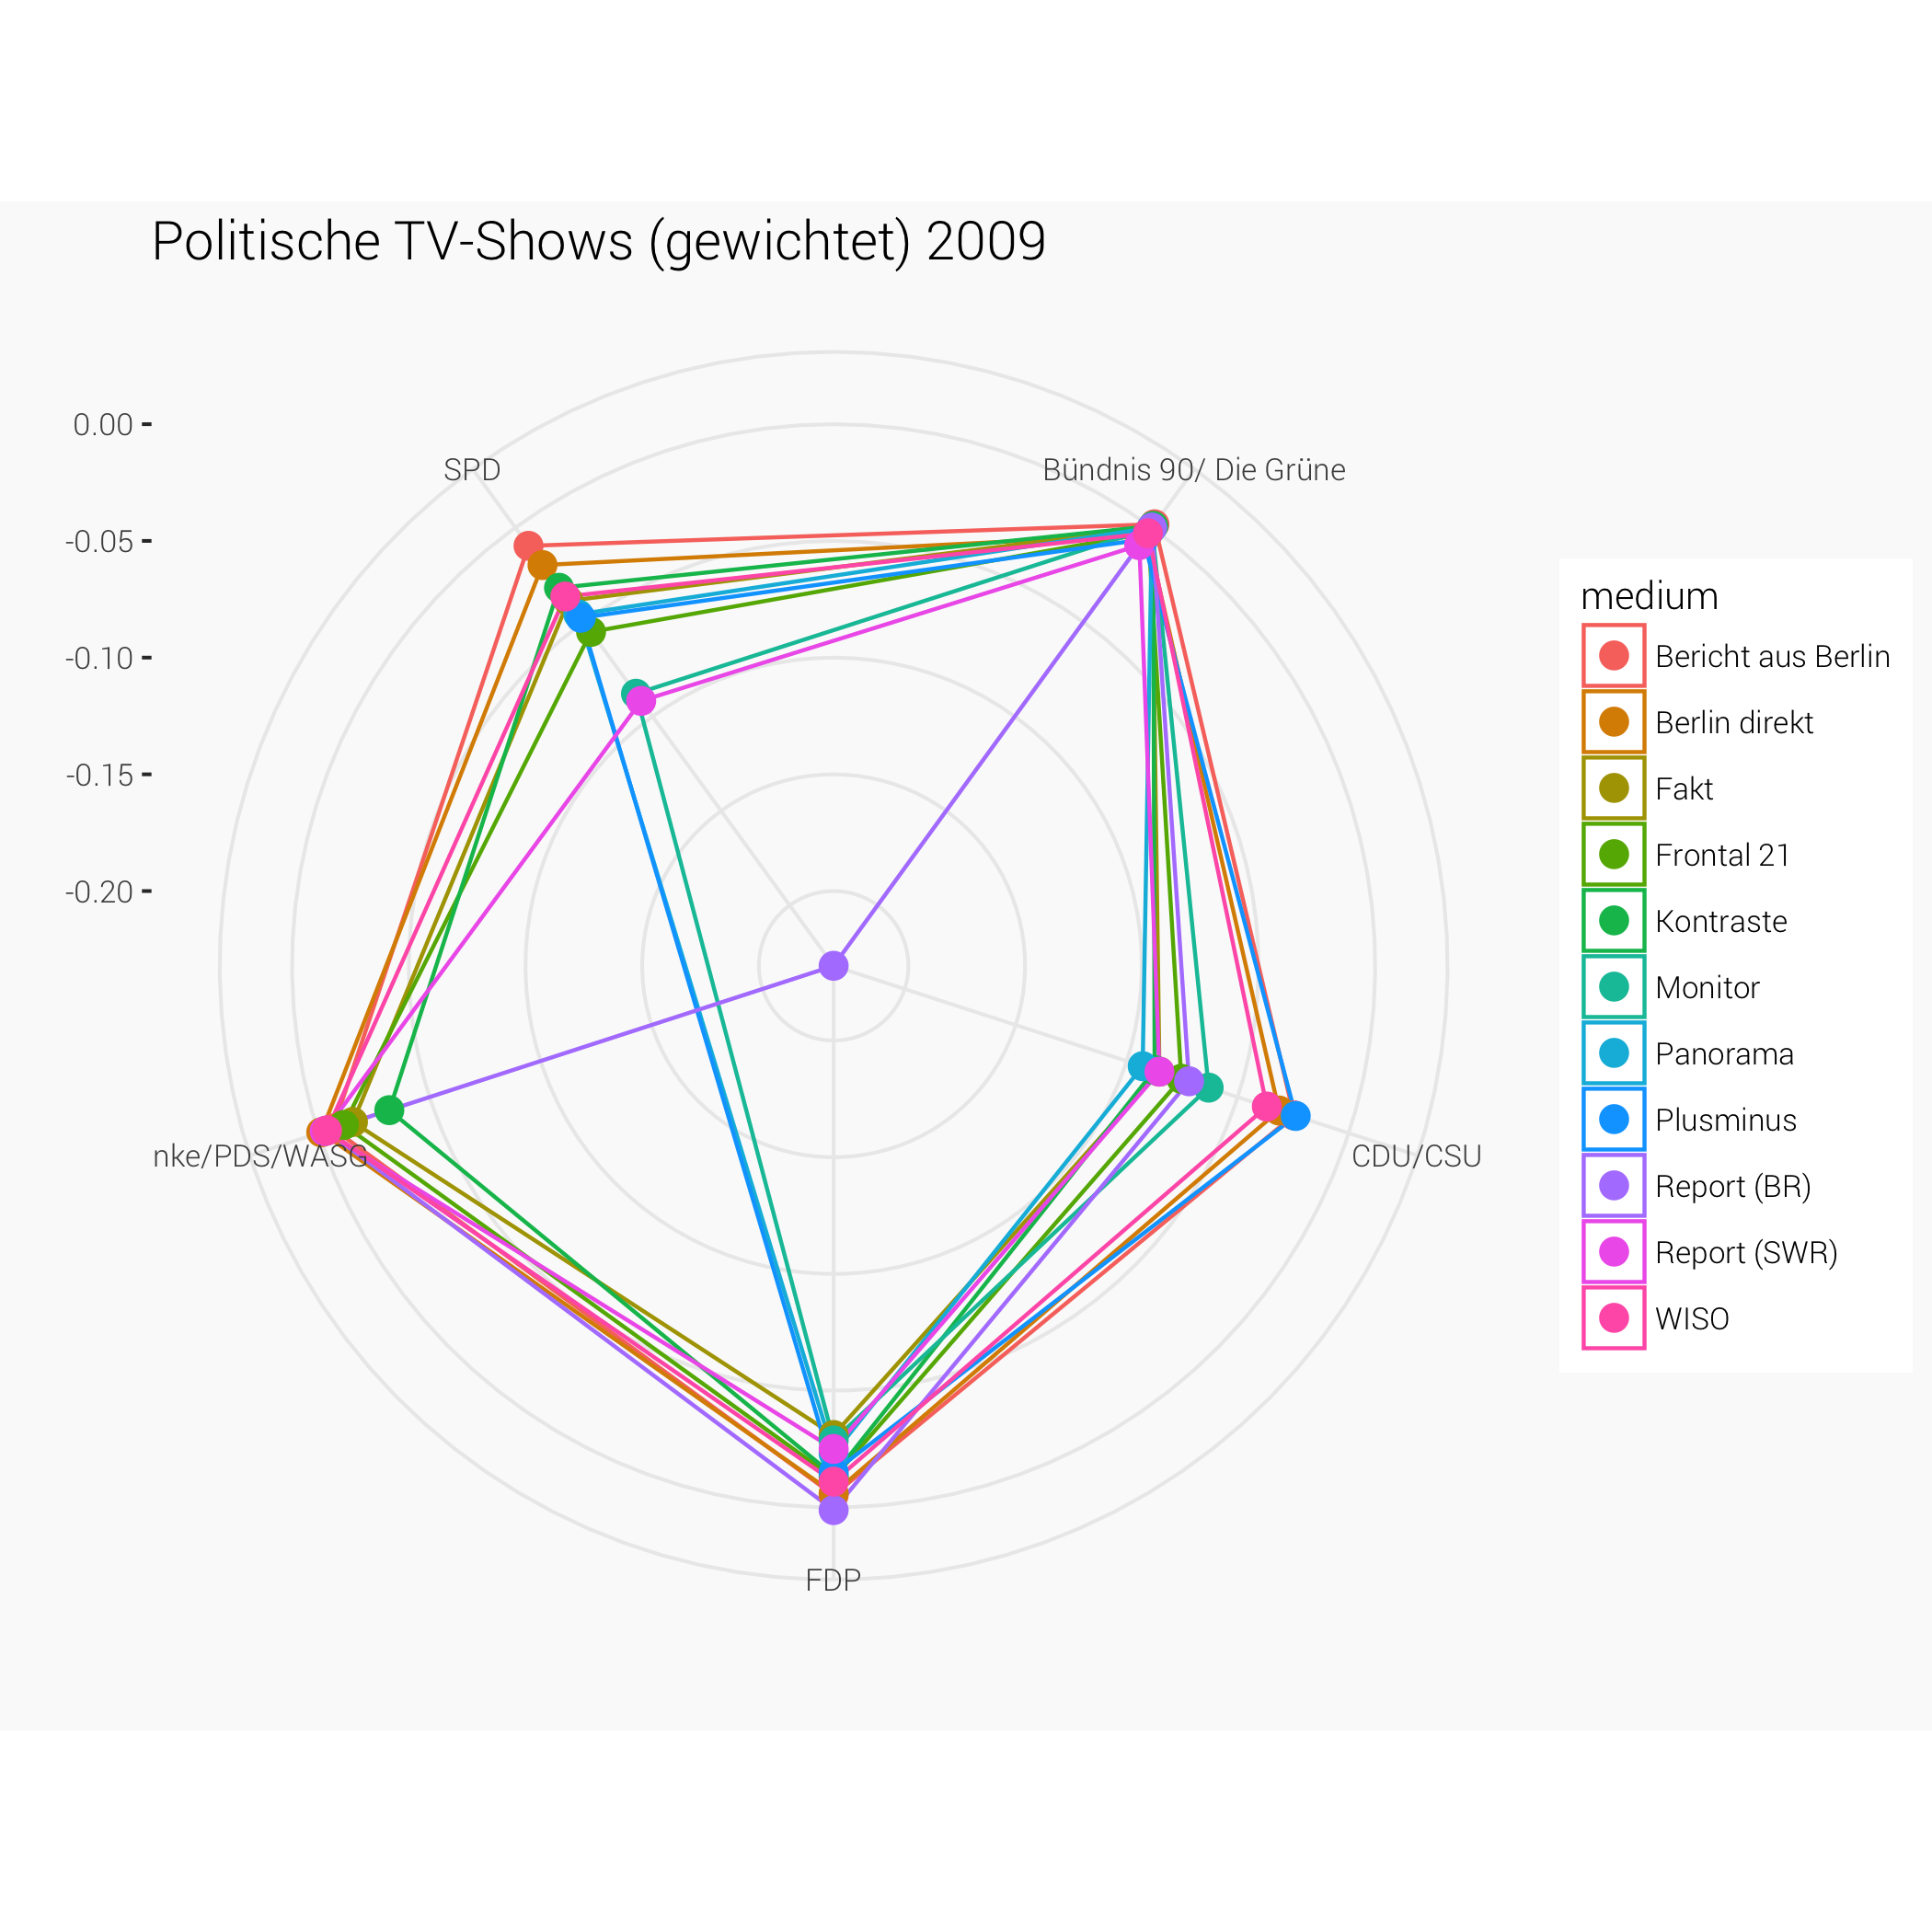 Politische TV-Shows (gewichtet) 2009
0.00
-0.05
-0.10
-0.15
-0.20
SPD
Bündnis 90/ Die Grüne
nke/PDS/WASG
CDU/CSU
FDP
medium
Bericht aus Berlin
Berlin direkt
Fakt
Frontal 21
Kontraste
Monitor
Panorama
Plusminus
Report (BR)
Report (SWR)
WISO